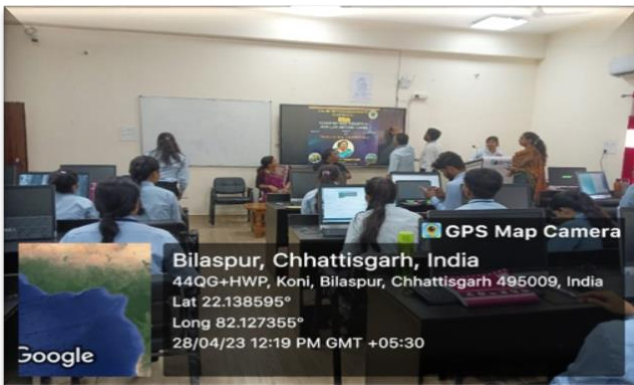 GPS Map Camera
Bilaspur, Chhattisgarh, India
44QG+HWP, Koni, Bilaspur, Chhattisgarh 495009, India
Lat 22.138595°
Long 82.127355°
28/04/23 12:19 PM GMT +05:30
Google